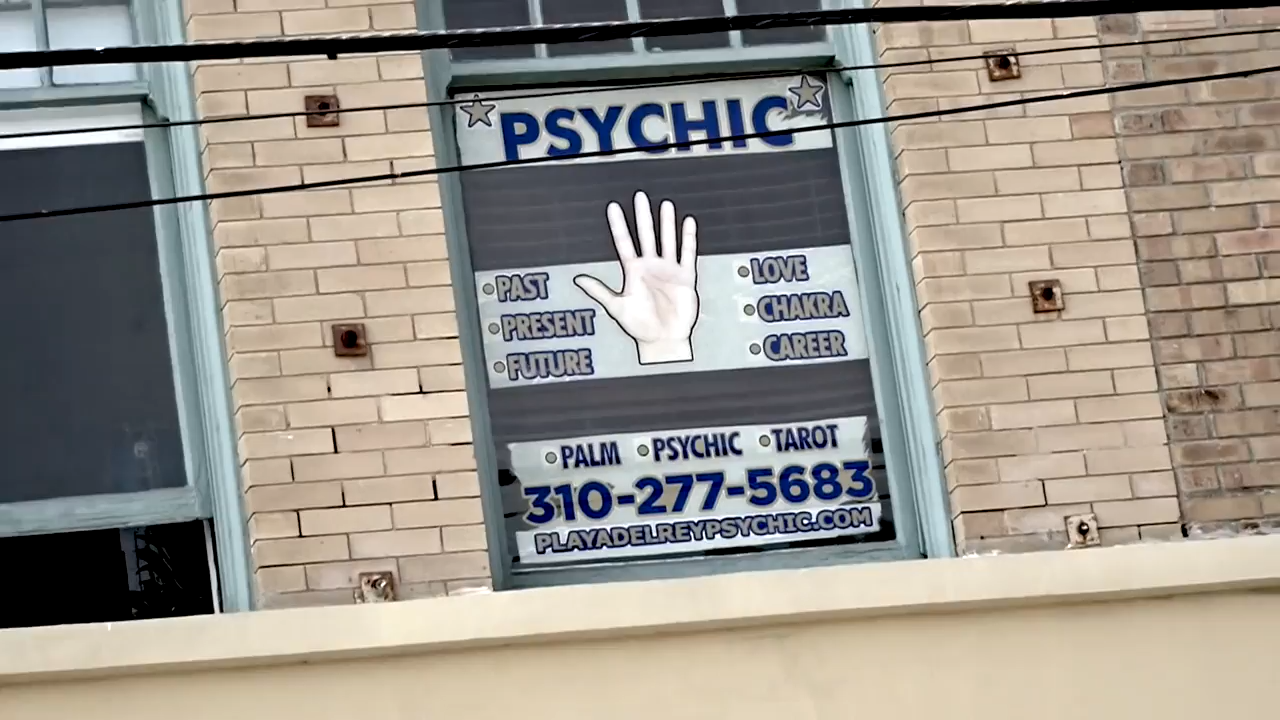 PSYCHIC
• PAST
• PRESENT
• FUTURE
• LOVE
• CHAKRA
• CAREER
• PALM • PSYCHIC • TAROT
310-277-5683
PLAYADELREYPSYCHIC.COM